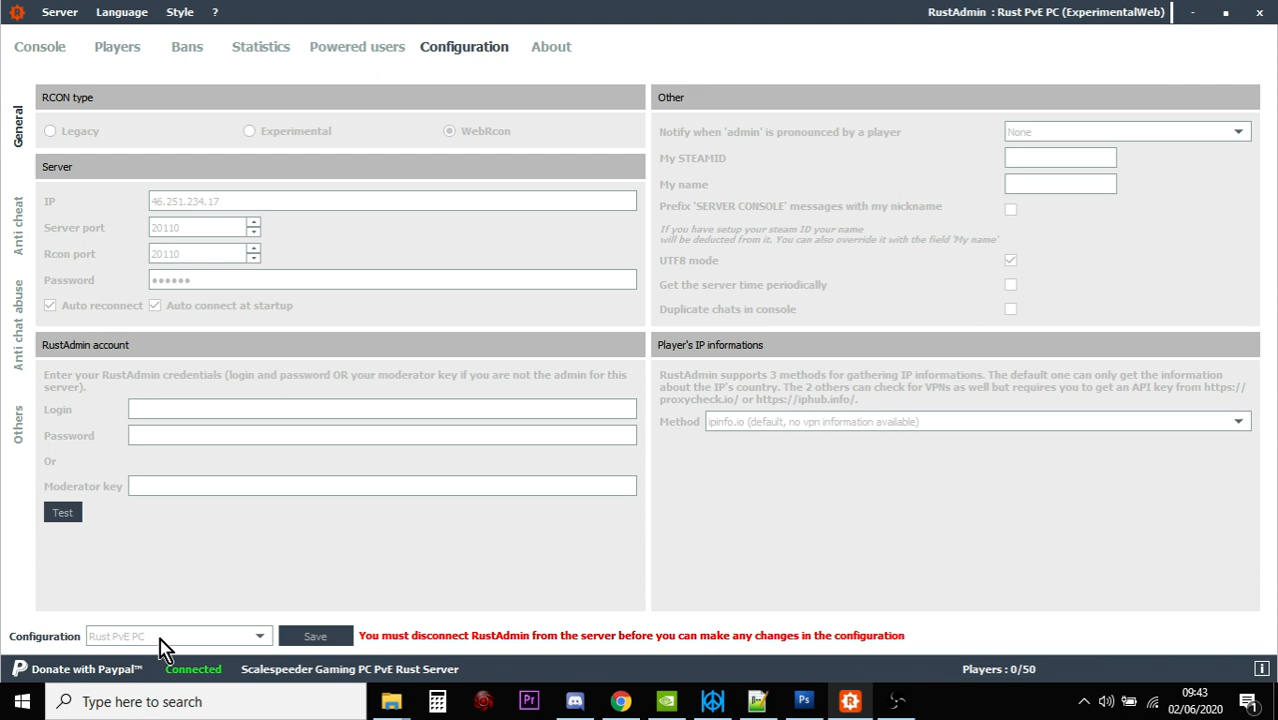 Server Language Style ? RustAdmin : Rust PvE PC (ExperimentalWeb)
Console Players Bans Statistics Powered users Configuration About
General
Anti cheat
Anti chat abuse
Others
RCON type
Legacy Experimental WebRcon
Server
IP 46.251.234.17
Server port 20110
Rcon port 20110
Password ••••••
Auto reconnect Auto connect at startup
RustAdmin account
Enter your RustAdmin credentials (login and password OR your moderator key if you are not the admin for this
server).
Login
Password
Or
Moderator key
Test
Other
Notify when 'admin' is pronounced by a player None
My STEAMID
My name
Prefix 'SERVER CONSOLE' messages with my nickname
If you have setup your steam ID your name
will be deducted from it. You can also override it with the field 'My name'
UTF8 mode
Get the server time periodically
Duplicate chats in console
Player's IP informations
RustAdmin supports 3 methods for gathering IP informations. The default one can only get the information
about the IP's country. The 2 others can check for VPNs as well but requires you to get an API key from https://
proxycheck.io/ or https://iphub.info/.
Method ipinfo.io (default, no vpn information available)
Configuration Rust PvE PC Save You must disconnect RustAdmin from the server before you can make any changes in the configuration
Donate with Paypal™ Connected Scalespeeder Gaming PC PvE Rust Server Players : 0/50
Type here to search
Pr
Ps
09:43
02/06/2020
1